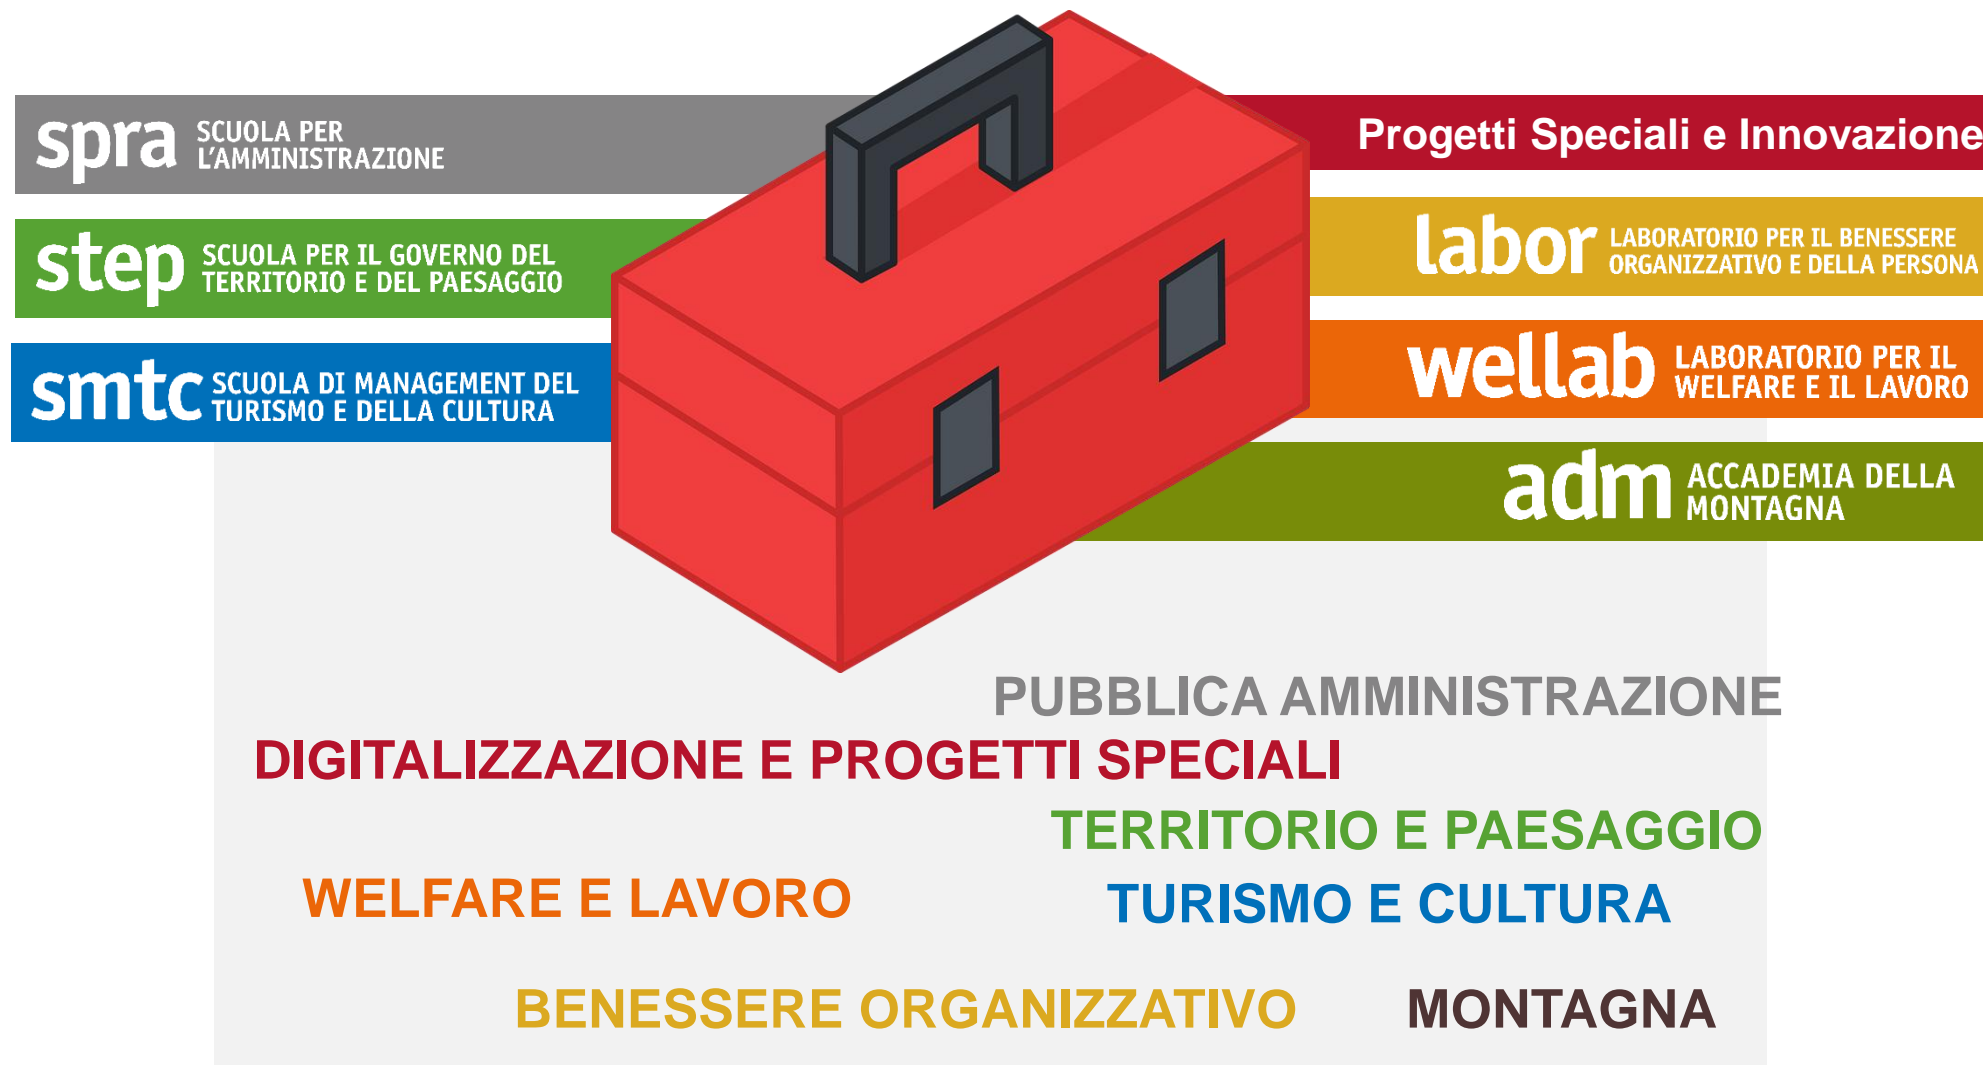 spra SCUOLA PER
L'AMMINISTRAZIONE
step SCUOLA PER IL GOVERNO DEL
TERRITORIO E DEL PAESAGGIO
smtc SCUOLA DI MANAGEMENT DEL
TURISMO E DELLA CULTURA
Progetti Speciali e Innovazione
labor LABORATORIO PER IL BENESSERE
ORGANIZZATIVO E DELLA PERSONA
wellab LABORATORIO PER IL
WELFARE E IL LAVORO
adm ACCADEMIA DELLA
MONTAGNA
PUBBLICA AMMINISTRAZIONE
DIGITALIZZAZIONE E PROGETTI SPECIALI
TERRITORIO E PAESAGGIO
WELFARE E LAVORO
TURISMO E CULTURA
BENESSERE ORGANIZZATIVO
MONTAGNA